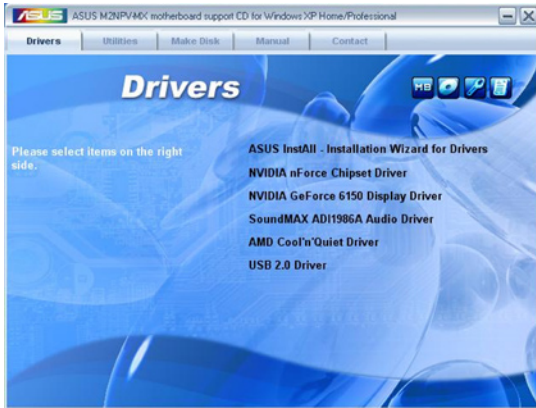 ASUS ASUS M2NPV-MX motherboard support CD for Windows XP Home/Professional
Drivers Utilities Make Disk Manual Contact
Drivers
MB
Please select items on the right
side.
ASUS InstAll - Installation Wizard for Drivers
NVIDIA nForce Chipset Driver
NVIDIA GeForce 6150 Display Driver
SoundMAX ADI1986A Audio Driver
AMD Cool'n'Quiet Driver
USB 2.0 Driver